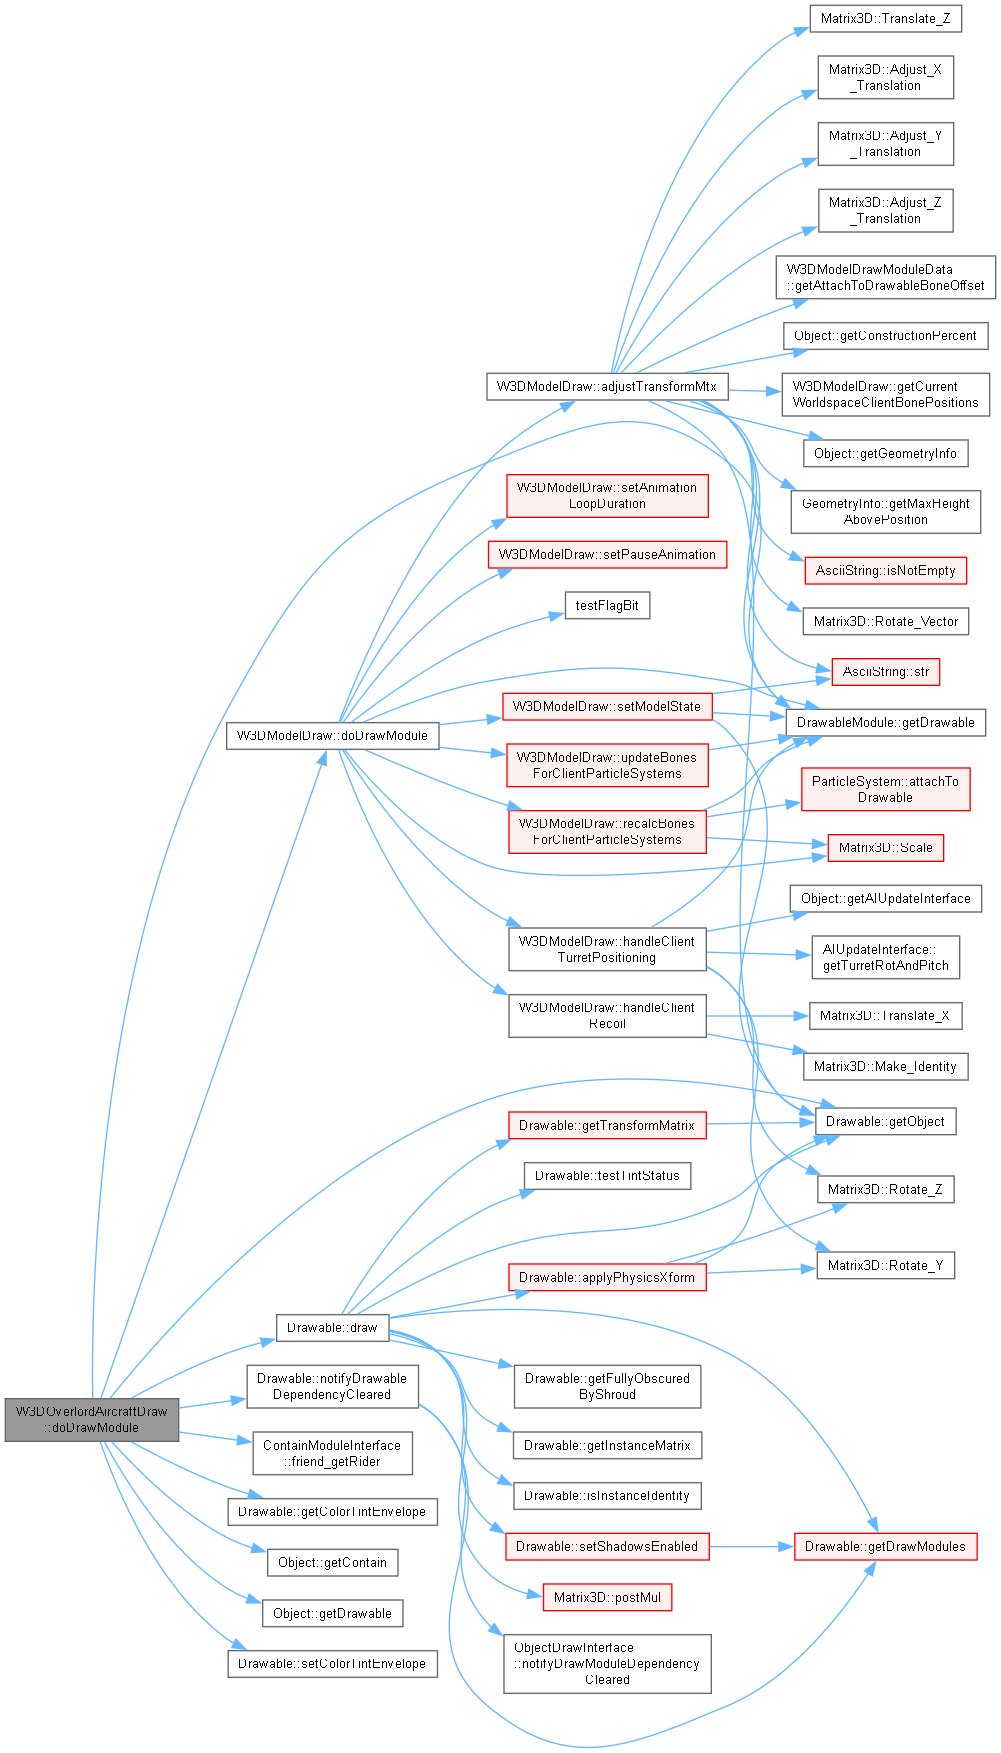 Matrix3D::Translate_Z
Matrix3D::Adjust_X
_Translation
Matrix3D::Adjust_Y
_Translation
Matrix3D::Adjust_Z
_Translation
W3DModelDrawModuleData
::getAttachToDrawableBoneOffset
Object::getConstructionPercent
W3DModelDraw::adjustTransformMtx
W3DModelDraw::getCurrent
WorldspaceClientBonePositions
Object::getGeometryInfo
W3DModelDraw::setAnimation
LoopDuration
GeometryInfo::getMaxHeight
AbovePosition
W3DModelDraw::setPauseAnimation
AsciiString::isNotEmpty
testFlagBit
Matrix3D::Rotate_Vector
AsciiString::str
W3DModelDraw::setModelState
DrawableModule::getDrawable
W3DModelDraw::doDrawModule
W3DModelDraw::updateBones
ForClientParticleSystems
ParticleSystem::attachTo
Drawable
W3DModelDraw::recalcBones
ForClientParticleSystems
Matrix3D::Scale
Object::getAIUpdateInterface
W3DModelDraw::handleClient
TurretPositioning
AIUpdateInterface::
getTurretRotAndPitch
W3DModelDraw::handleClient
Recoil
Matrix3D::Translate_X
Matrix3D::Make_Identity
Drawable::getTransformMatrix
Drawable::getObject
Drawable::testTintStatus
Matrix3D::Rotate_Z
Drawable::applyPhysicsXform
Matrix3D::Rotate_Y
Drawable::draw
Drawable::notifyDrawable
DependencyCleared
Drawable::getFullyObscured
ByShroud
W3DOverlordAircraftDraw
::doDrawModule
ContainModuleInterface
::friend_getRider
Drawable::getInstanceMatrix
Drawable::getColorTintEnvelope
Drawable::isInstanceIdentity
Object::getContain
Drawable::setShadowsEnabled
Drawable::getDrawModules
Object::getDrawable
Matrix3D::postMul
Drawable::setColorTintEnvelope
ObjectDrawInterface
::notifyDrawModuleDependency
Cleared